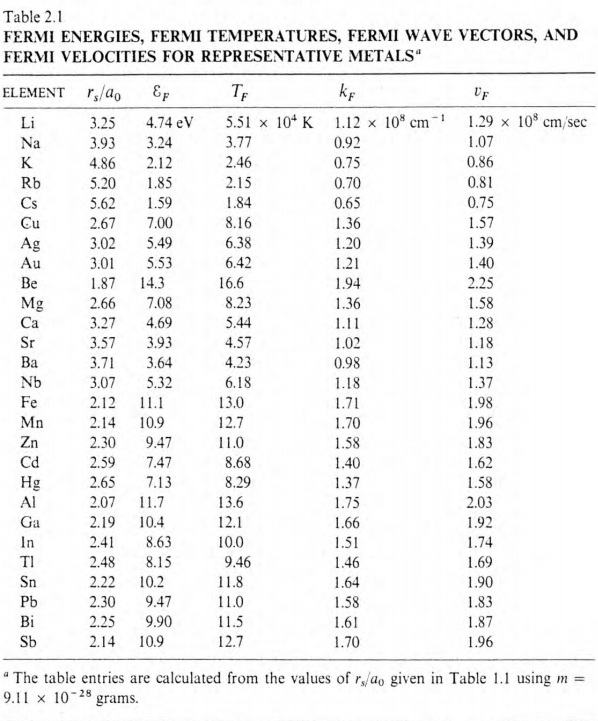 Table 2.1
FERMI ENERGIES, FERMI TEMPERATURES, FERMI WAVE VECTORS, AND
FERMI VELOCITIES FOR REPRESENTATIVE METALSᵃ
ELEMENT r_s/a_0 ℰ_F T_F k_F v_F
Li 3.25 4.74 eV 5.51 × 10⁴ K 1.12 × 10⁸ cm⁻¹ 1.29 × 10⁸ cm/sec
Na 3.93 3.24 3.77 0.92 1.07
K 4.86 2.12 2.46 0.75 0.86
Rb 5.20 1.85 2.15 0.70 0.81
Cs 5.62 1.59 1.84 0.65 0.75
Cu 2.67 7.00 8.16 1.36 1.57
Ag 3.02 5.49 6.38 1.20 1.39
Au 3.01 5.53 6.42 1.21 1.40
Be 1.87 14.3 16.6 1.94 2.25
Mg 2.66 7.08 8.23 1.36 1.58
Ca 3.27 4.69 5.44 1.11 1.28
Sr 3.57 3.93 4.57 1.02 1.18
Ba 3.71 3.64 4.23 0.98 1.13
Nb 3.07 5.32 6.18 1.18 1.37
Fe 2.12 11.1 13.0 1.71 1.98
Mn 2.14 10.9 12.7 1.70 1.96
Zn 2.30 9.47 11.0 1.58 1.83
Cd 2.59 7.47 8.68 1.40 1.62
Hg 2.65 7.13 8.29 1.37 1.58
Al 2.07 11.7 13.6 1.75 2.03
Ga 2.19 10.4 12.1 1.66 1.92
In 2.41 8.63 10.0 1.51 1.74
Tl 2.48 8.15 9.46 1.46 1.69
Sn 2.22 10.2 11.8 1.64 1.90
Pb 2.30 9.47 11.0 1.58 1.83
Bi 2.25 9.90 11.5 1.61 1.87
Sb 2.14 10.9 12.7 1.70 1.96
ᵃ The table entries are calculated from the values of r_s/a_0 given in Table 1.1 using m =
9.11 × 10⁻²⁸ grams.